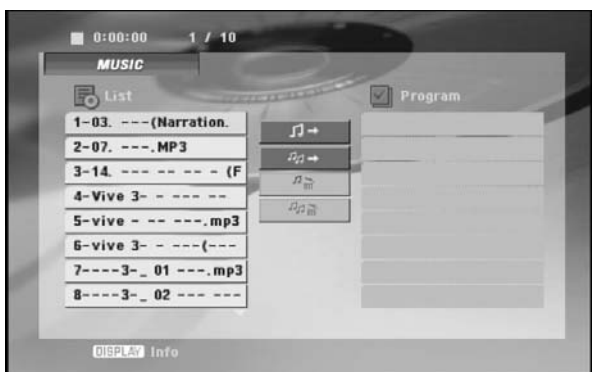 0:00:00 1 / 10
MUSIC
List
Program
1-03. ---(Narration.
2-07. ---.MP3
3-14. --- -- -- - (F
4-Vive 3- - --- --
5-vive - -- ---.mp3
6-vive 3- - ---(---
7----3-_ 01 ---.mp3
8----3-_ 02 --- ---
DISPLAY Info